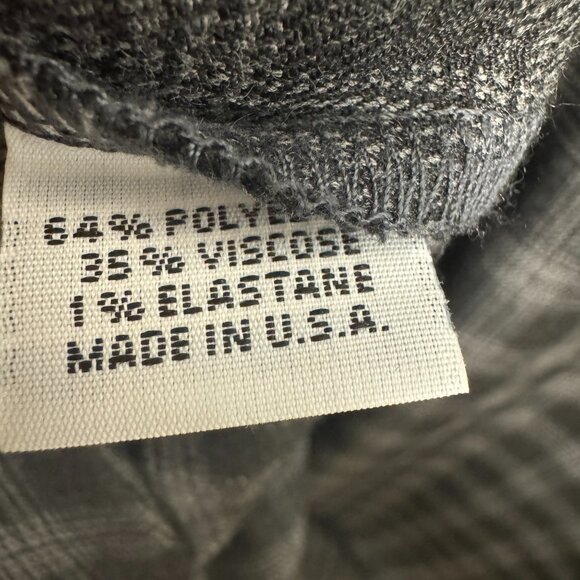 64% POLYE
35% VISCOSE
1% ELASTANE
MADE IN U.S.A.